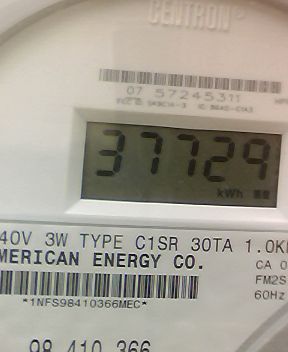 CENTRON®
07 57245311
37729
kWh
40V 3W TYPE C1SR 30TA 1.0K
MERICAN ENERGY CO.
CA 0
FM2S
60Hz
*1NFS98410366MEC*
98 410 366